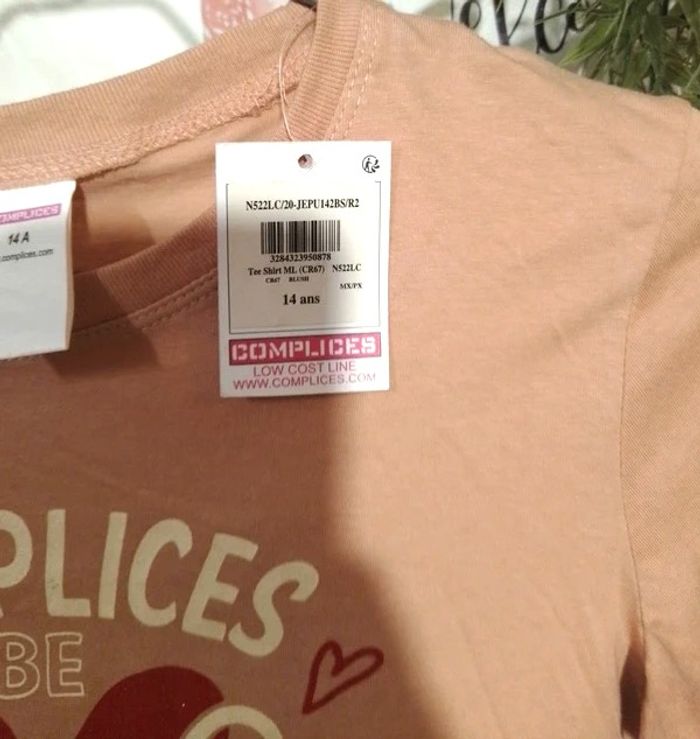 COMPLICES
14 A
.complices.com
N522LC/20-JEPU142BS/R2
3284323950878
Tee Shirt ML (CR67) N522LC
CR67 BLUSH
MX/PX
14 ans
COMPLICES
LOW COST LINE
WWW.COMPLICES.COM
PLICES
BE